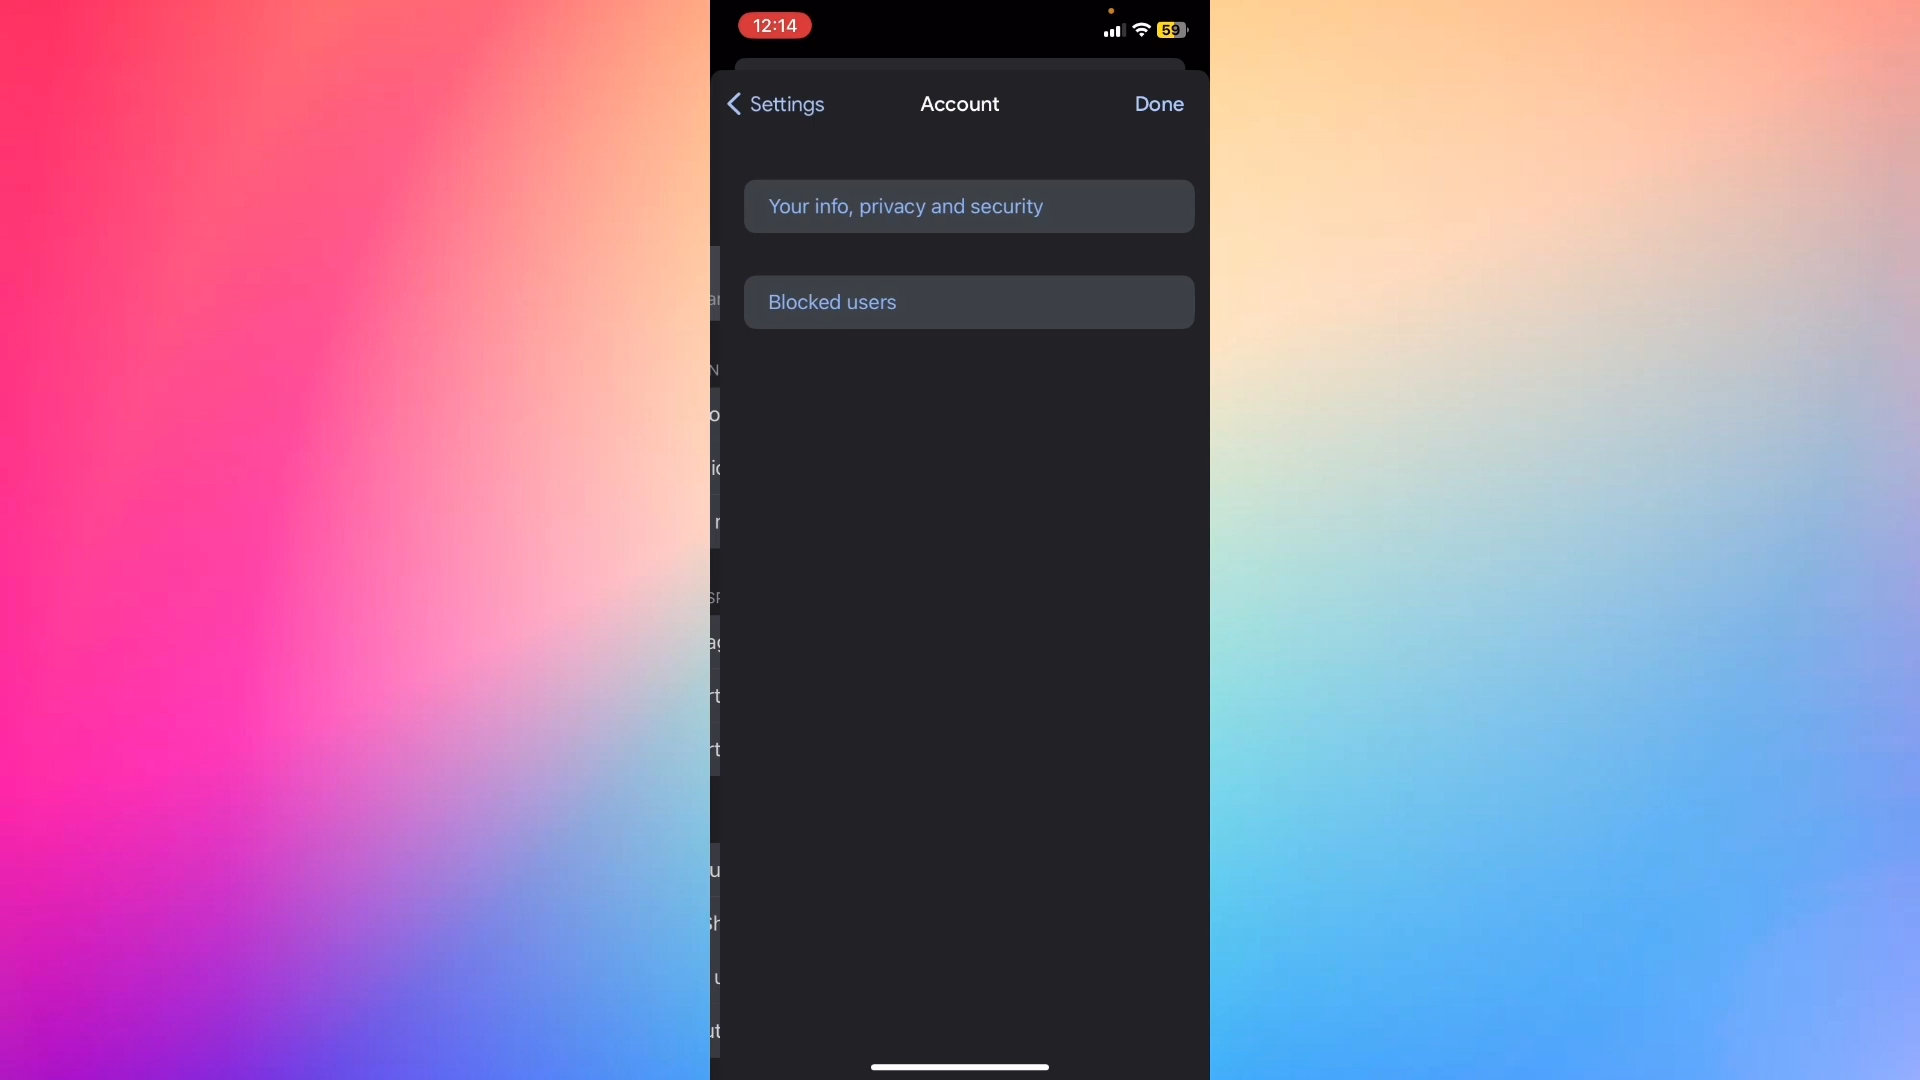 12:14
59
Settings
Account
Done
Your info, privacy and security
Blocked users